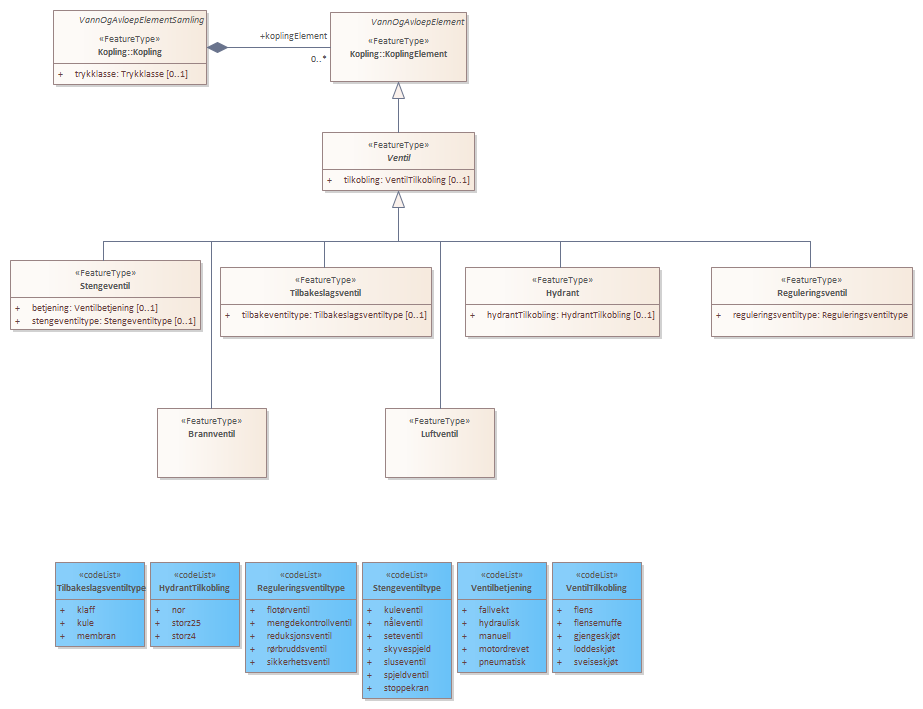 VannOgAvloepElementSamling
«FeatureType»
Kopling::Kopling
+ trykklasse: Trykklasse [0..1]
+koplingElement
0..*
VannOgAvloepElement
«FeatureType»
Kopling::KoplingElement
«FeatureType»
Ventil
+ tilkobling: VentilTilkobling [0..1]
«FeatureType»
Stengeventil
+ betjening: Ventilbetjening [0..1]
+ stengeventiltype: Stengeventiltype [0..1]
«FeatureType»
Tilbakeslagsventil
+ tilbakeventiltype: Tilbakeslagsventiltype [0..1]
«FeatureType»
Hydrant
+ hydrantTilkobling: HydrantTilkobling [0..1]
«FeatureType»
Reguleringsventil
+ reguleringsventiltype: Reguleringsventiltype
«FeatureType»
Brannventil
«FeatureType»
Luftventil
«codeList»
Tilbakeslagsventiltype
+ klaff
+ kule
+ membran
«codeList»
HydrantTilkobling
+ nor
+ storz25
+ storz4
«codeList»
Reguleringsventiltype
+ flotørventil
+ mengdekontrollventil
+ reduksjonsventil
+ rørbruddsventil
+ sikkerhetsventil
«codeList»
Stengeventiltype
+ kuleventil
+ nåleventil
+ seteventil
+ skyvespjeld
+ sluseventil
+ spjeldventil
+ stoppekran
«codeList»
Ventilbetjening
+ fallvekt
+ hydraulisk
+ manuell
+ motordrevet
+ pneumatisk
«codeList»
VentilTilkobling
+ flens
+ flensemuffe
+ gjengeskjøt
+ loddeskjøt
+ sveiseskjøt